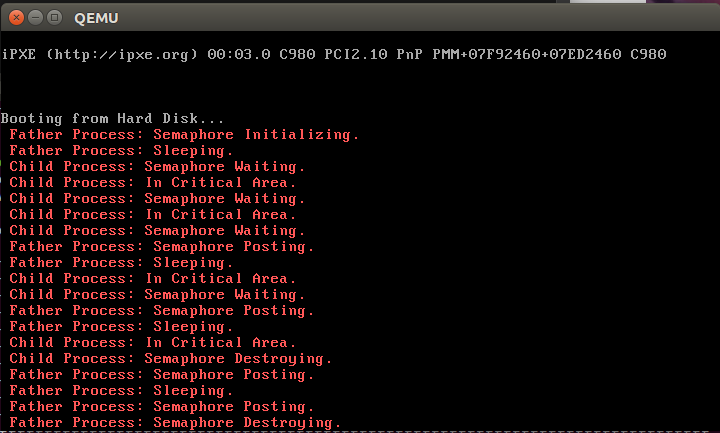 QEMU
iPXE (http://ipxe.org) 00:03.0 C980 PCI2.10 PnP PMM+07F92460+07ED2460 C980
Booting from Hard Disk...
Father Process: Semaphore Initializing.
Father Process: Sleeping.
Child Process: Semaphore Waiting.
Child Process: In Critical Area.
Child Process: Semaphore Waiting.
Child Process: In Critical Area.
Child Process: Semaphore Waiting.
Father Process: Semaphore Posting.
Father Process: Sleeping.
Child Process: In Critical Area.
Child Process: Semaphore Waiting.
Father Process: Semaphore Posting.
Father Process: Sleeping.
Child Process: In Critical Area.
Child Process: Semaphore Destroying.
Father Process: Semaphore Posting.
Father Process: Sleeping.
Father Process: Semaphore Posting.
Father Process: Semaphore Destroying.